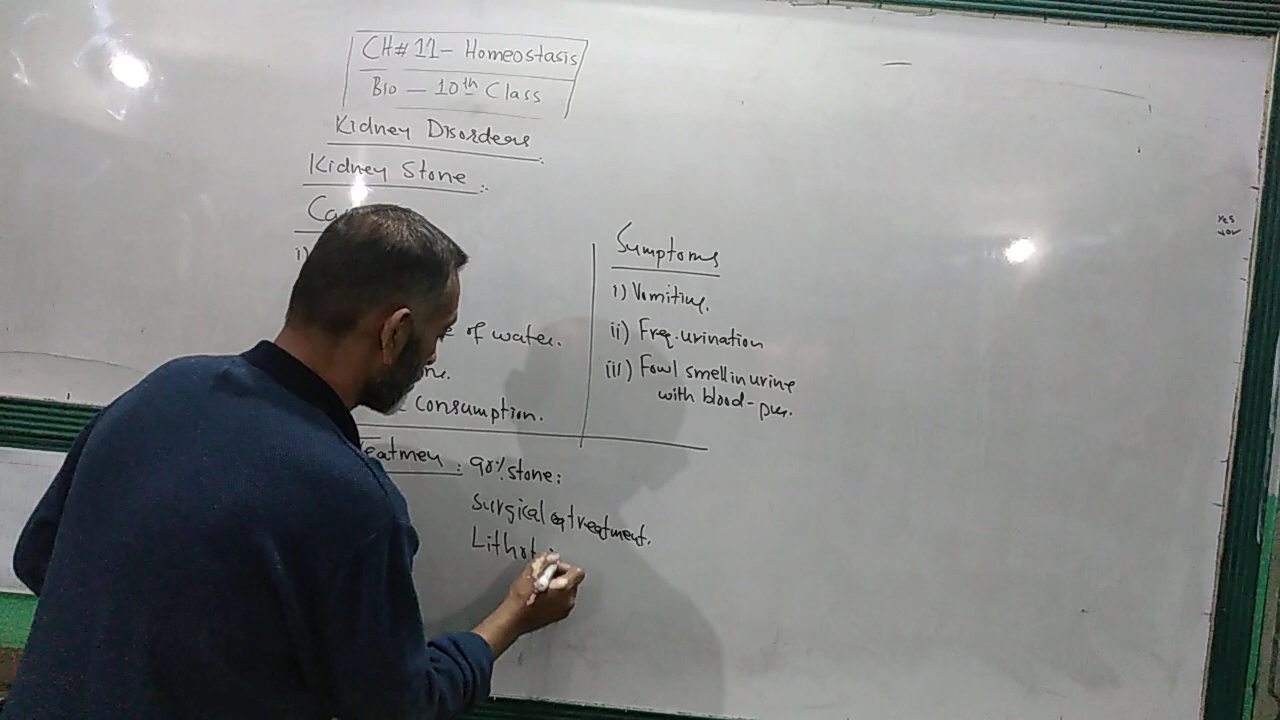 CH# 11 - Homeostasis
Bio — 10th Class
Kidney Disorders
Kidney Stone :.
Ca
i)
of water.
consumption.
Symptoms
i) Vomiting.
ii) Freq. urination
iii) Fowl smell in urine
with blood - pus.
eatmen : 90% stone:
Surgical treatment.
Lithot